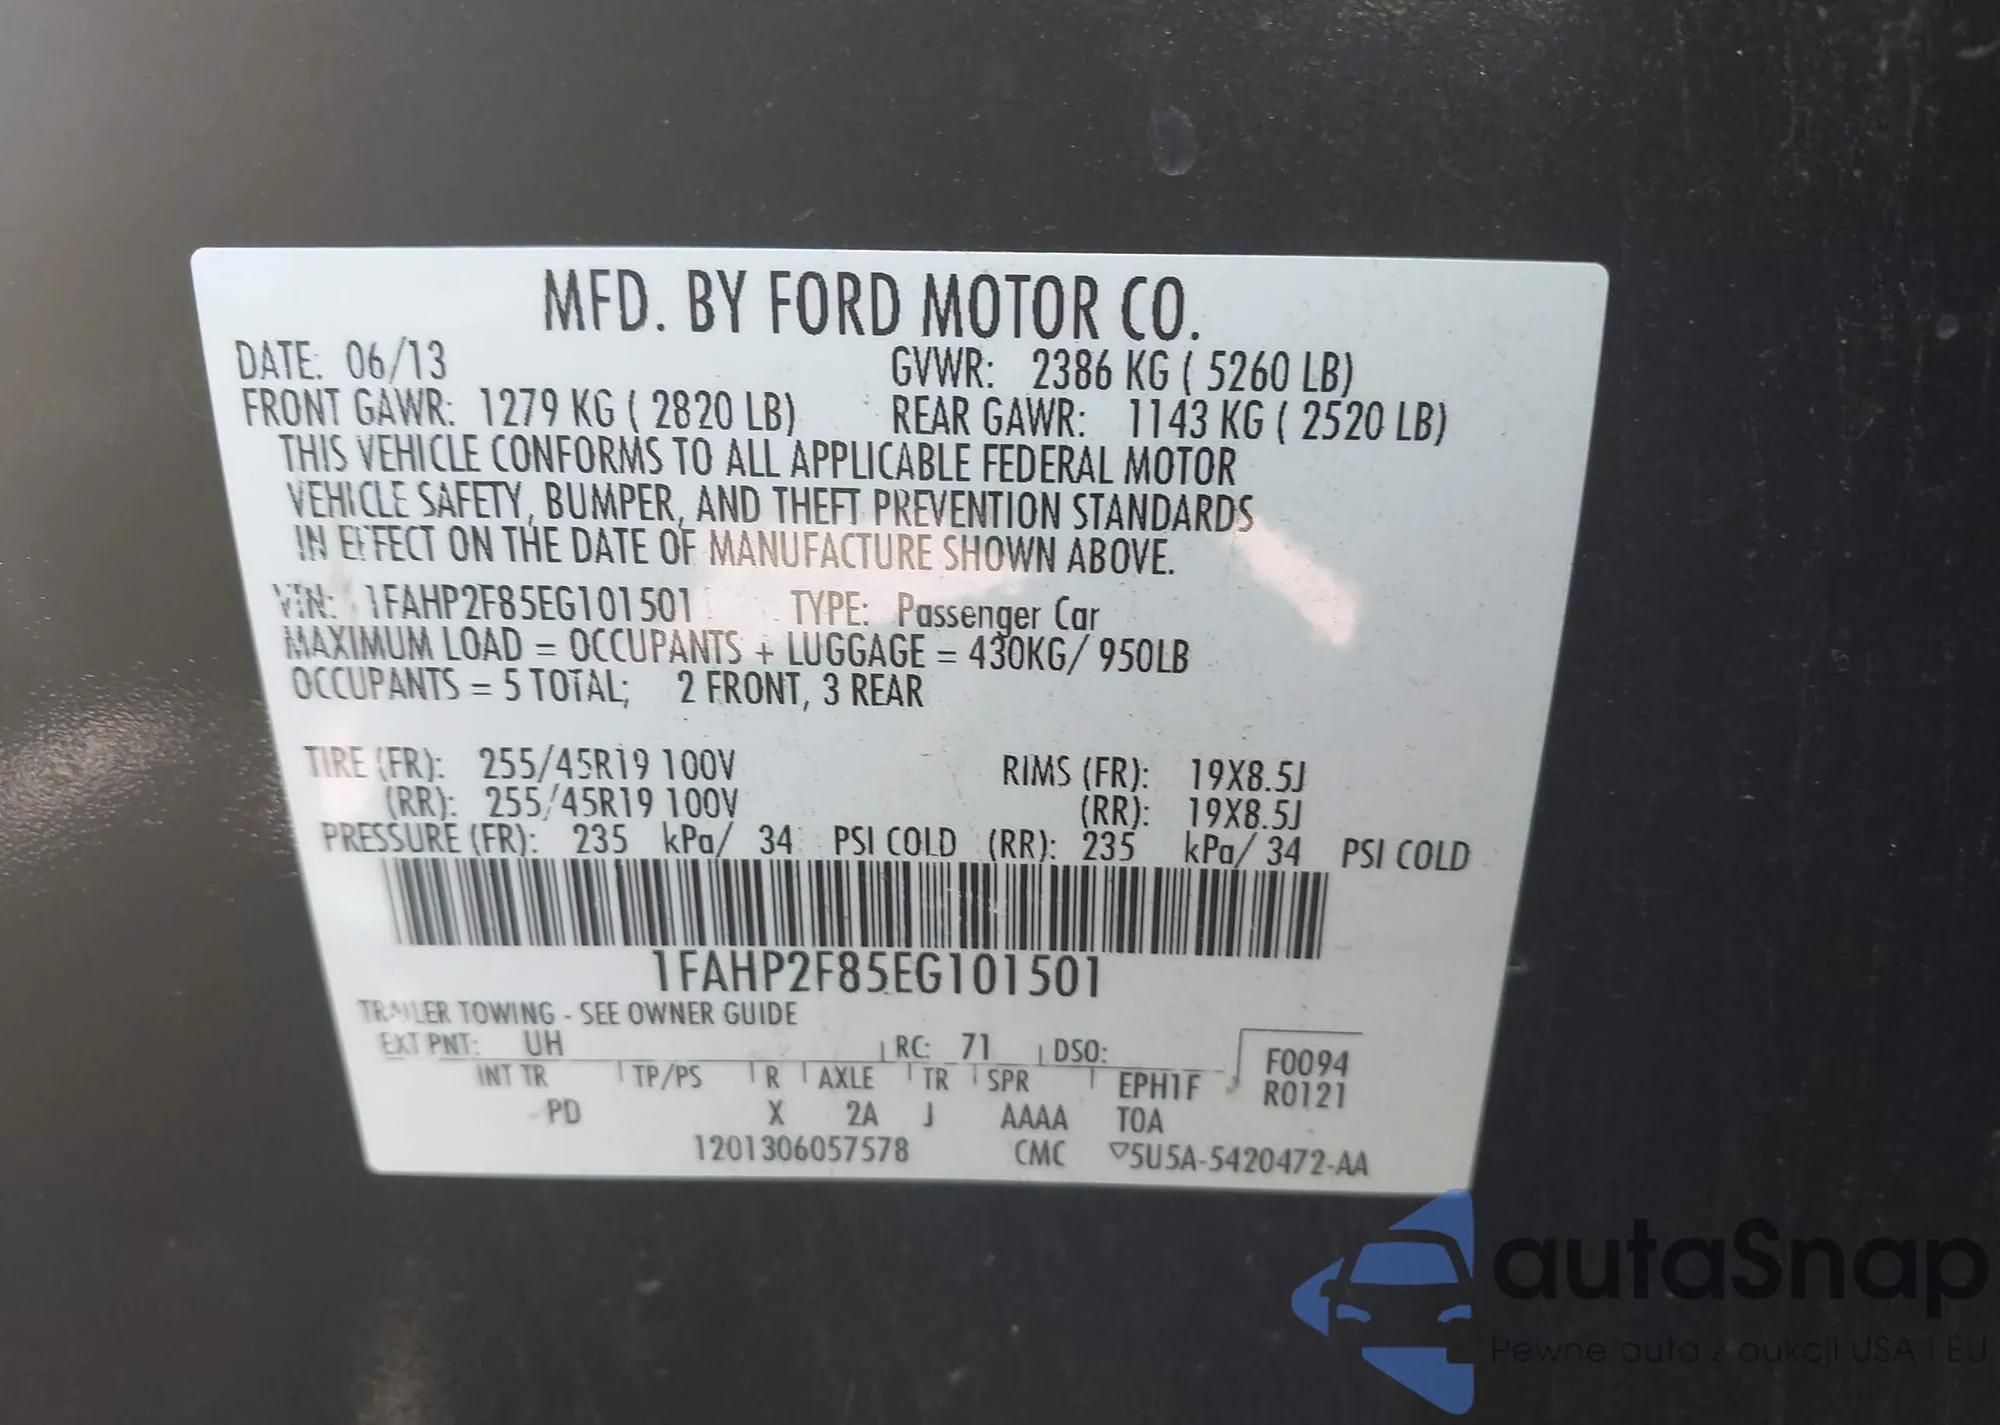 MFD. BY FORD MOTOR CO.
DATE: 06/13 GVWR: 2386 KG ( 5260 LB)
FRONT GAWR: 1279 KG ( 2820 LB) REAR GAWR: 1143 KG ( 2520 LB)
THIS VEHICLE CONFORMS TO ALL APPLICABLE FEDERAL MOTOR
VEHICLE SAFETY, BUMPER, AND THEFT PREVENTION STANDARDS
IN EFFECT ON THE DATE OF MANUFACTURE SHOWN ABOVE.
VIN: 1FAHP2F85EG101501 TYPE: Passenger Car
MAXIMUM LOAD = OCCUPANTS + LUGGAGE = 430KG/ 950LB
OCCUPANTS = 5 TOTAL; 2 FRONT, 3 REAR
TIRE (FR): 255/45R19 100V RIMS (FR): 19X8.5J
(RR): 255/45R19 100V (RR): 19X8.5J
PRESSURE (FR): 235 kPa/ 34 PSI COLD (RR): 235 kPa/ 34 PSI COLD
1FAHP2F85EG101501
TRAILER TOWING - SEE OWNER GUIDE
EXT PNT: UH RC: 71 DSO: F0094
INT TR TP/PS R AXLE TR SPR EPH1F R0121
PD X 2A J AAAA TOA
1201306057578 CMC ▽5U5A-5420472-AA
autaSnap
Pewne auta z aukcji USA i EU